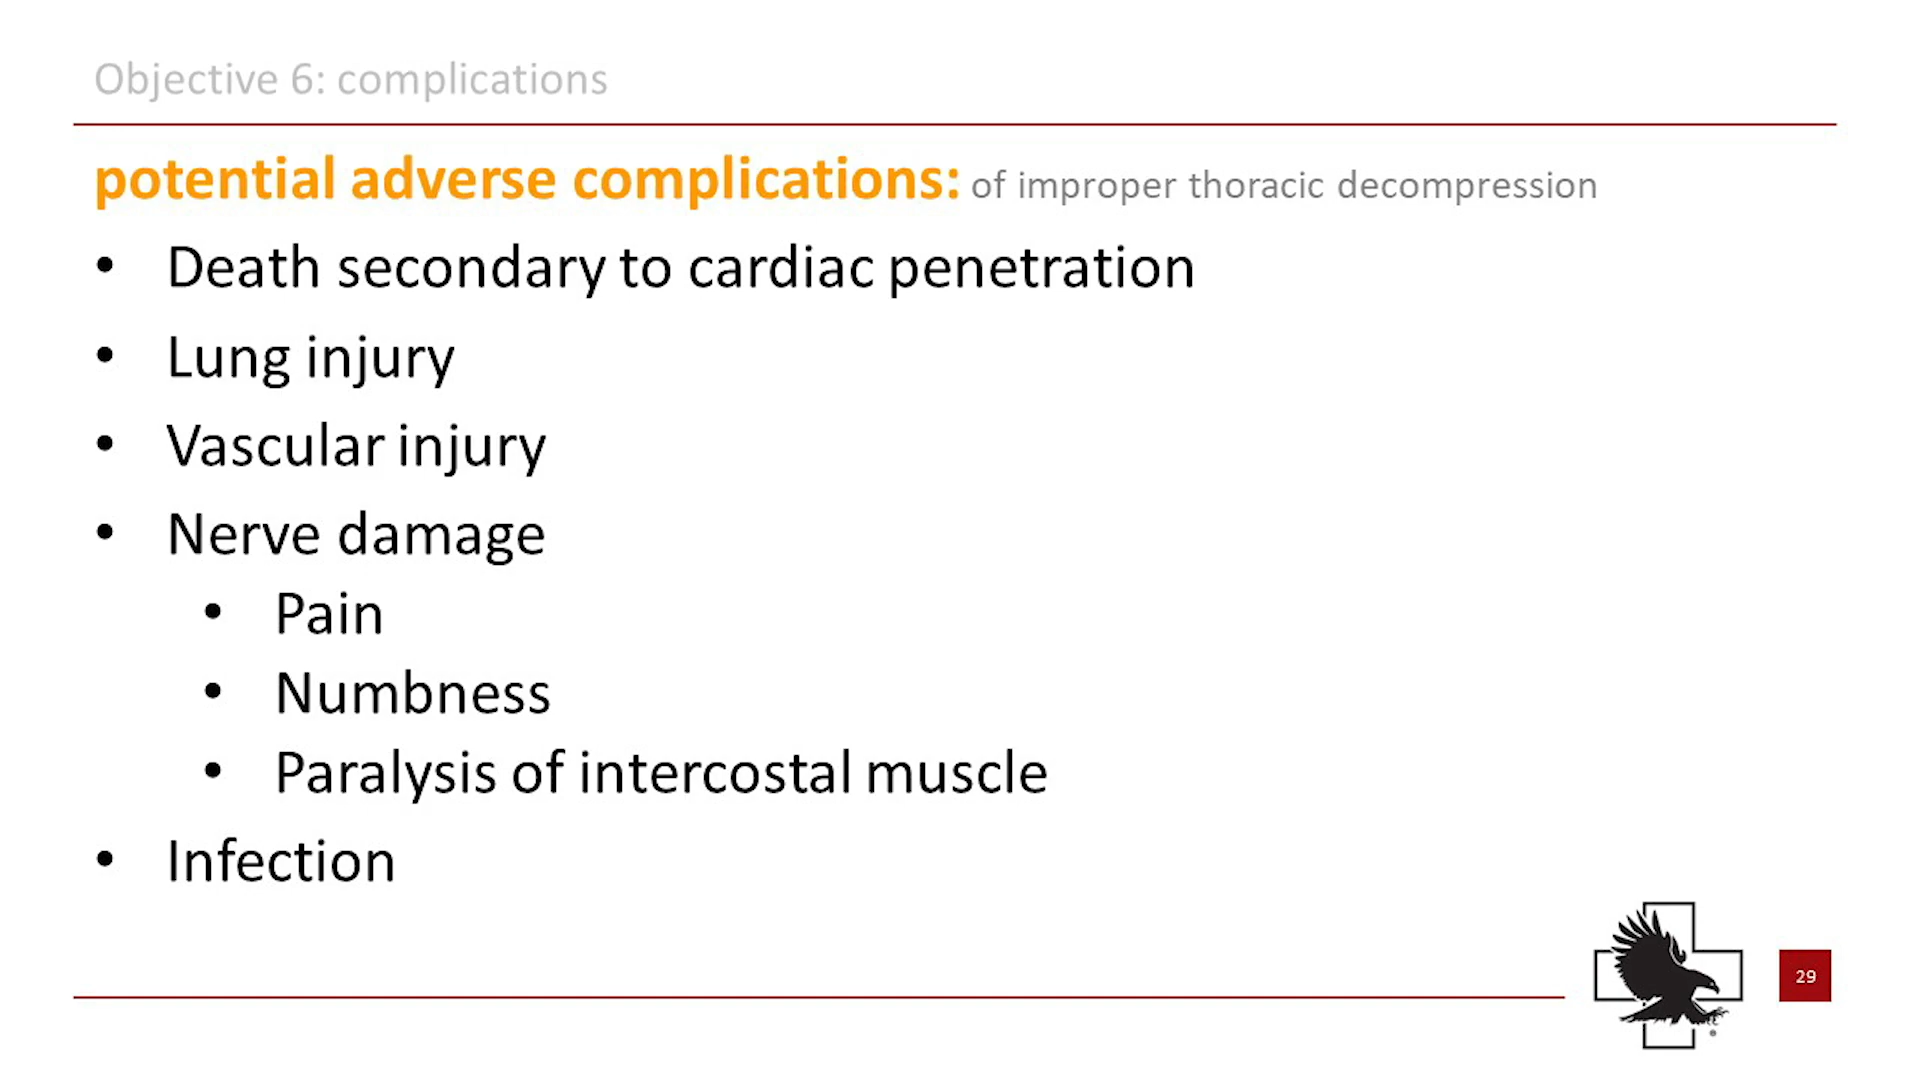 Objective 6: complications
potential adverse complications: of improper thoracic decompression
• Death secondary to cardiac penetration
• Lung injury
• Vascular injury
• Nerve damage
• Pain
• Numbness
• Paralysis of intercostal muscle
• Infection
29
®